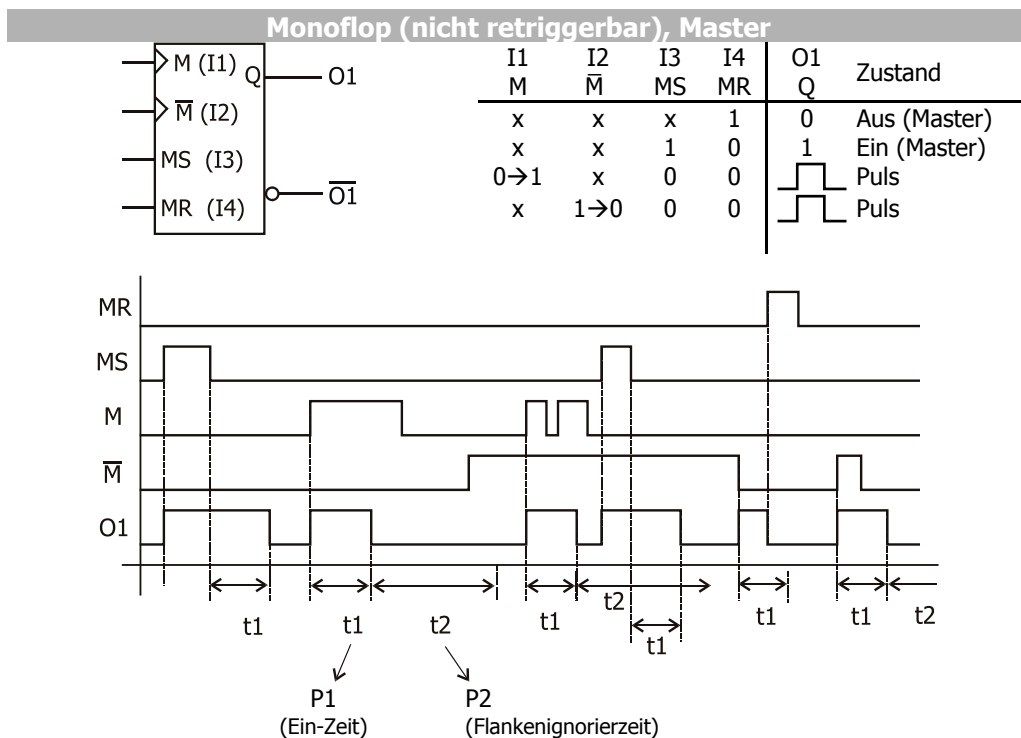 Monoflop (nicht retriggerbar), Master
M (I1)
Q
O1
M̅ (I2)
MS (I3)
MR (I4)
O̅1̅
I1 I2 I3 I4 O1 Zustand
M M̅ MS MR Q
x x x 1 0 Aus (Master)
x x 1 0 1 Ein (Master)
0→1 x 0 0 Puls
x 1→0 0 0 Puls
MR
MS
M
M̅
O1
t1 t1 t2 t1 t2 t1 t1 t1 t2
P1 P2
(Ein-Zeit) (Flankenignorierzeit)